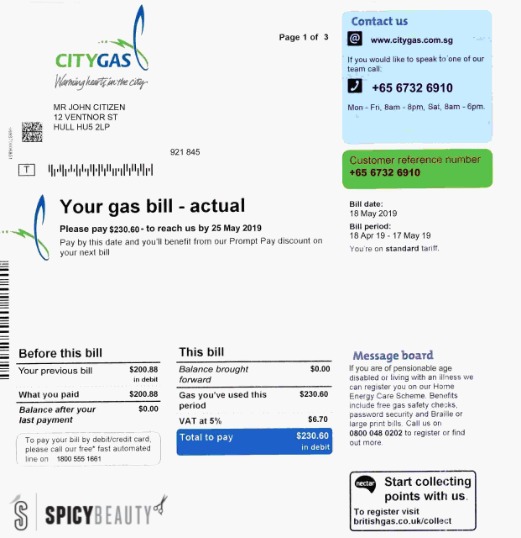 CITYGAS
Warming hearts, in the city
Page 1 of 3
MR JOHN CITIZEN
12 VENTNOR ST
HULL HU5 2LP
921 845
T
Contact us
@ www.citygas.com.sg
If you would like to speak to one of our
team call:
+65 6732 6910
Mon - Fri, 8am - 8pm, Sat, 8am - 6pm.
Customer reference number
+65 6732 6910
Your gas bill - actual
Please pay $230.60 - to reach us by 25 May 2019
Pay by this date and you'll benefit from our Prompt Pay discount on
your next bill
Bill date:
18 May 2019
Bill period:
18 Apr 19 - 17 May 19
You're on standard tariff.
Before this bill
Your previous bill $200.88
in debit
What you paid $200.88
Balance after your $0.00
last payment
To pay your bill by debit/credit card,
please call our free* fast automated
line on 1800 555 1661
This bill
Balance brought $0.00
forward
Gas you've used this $230.60
period
VAT at 5% $6.70
Total to pay $230.60
in debit
Message board
If you are of pensionable age
disabled or living with an illness we
can register you on our Home
Energy Care Scheme. Benefits
include free gas safety checks,
password security and Braille or
large print bills. Call us on
0800 048 0202 to register or find
out more
nectar
Start collecting
points with us.
To register visit
britishgas.co.uk/collect
S SPICYBEAUTY